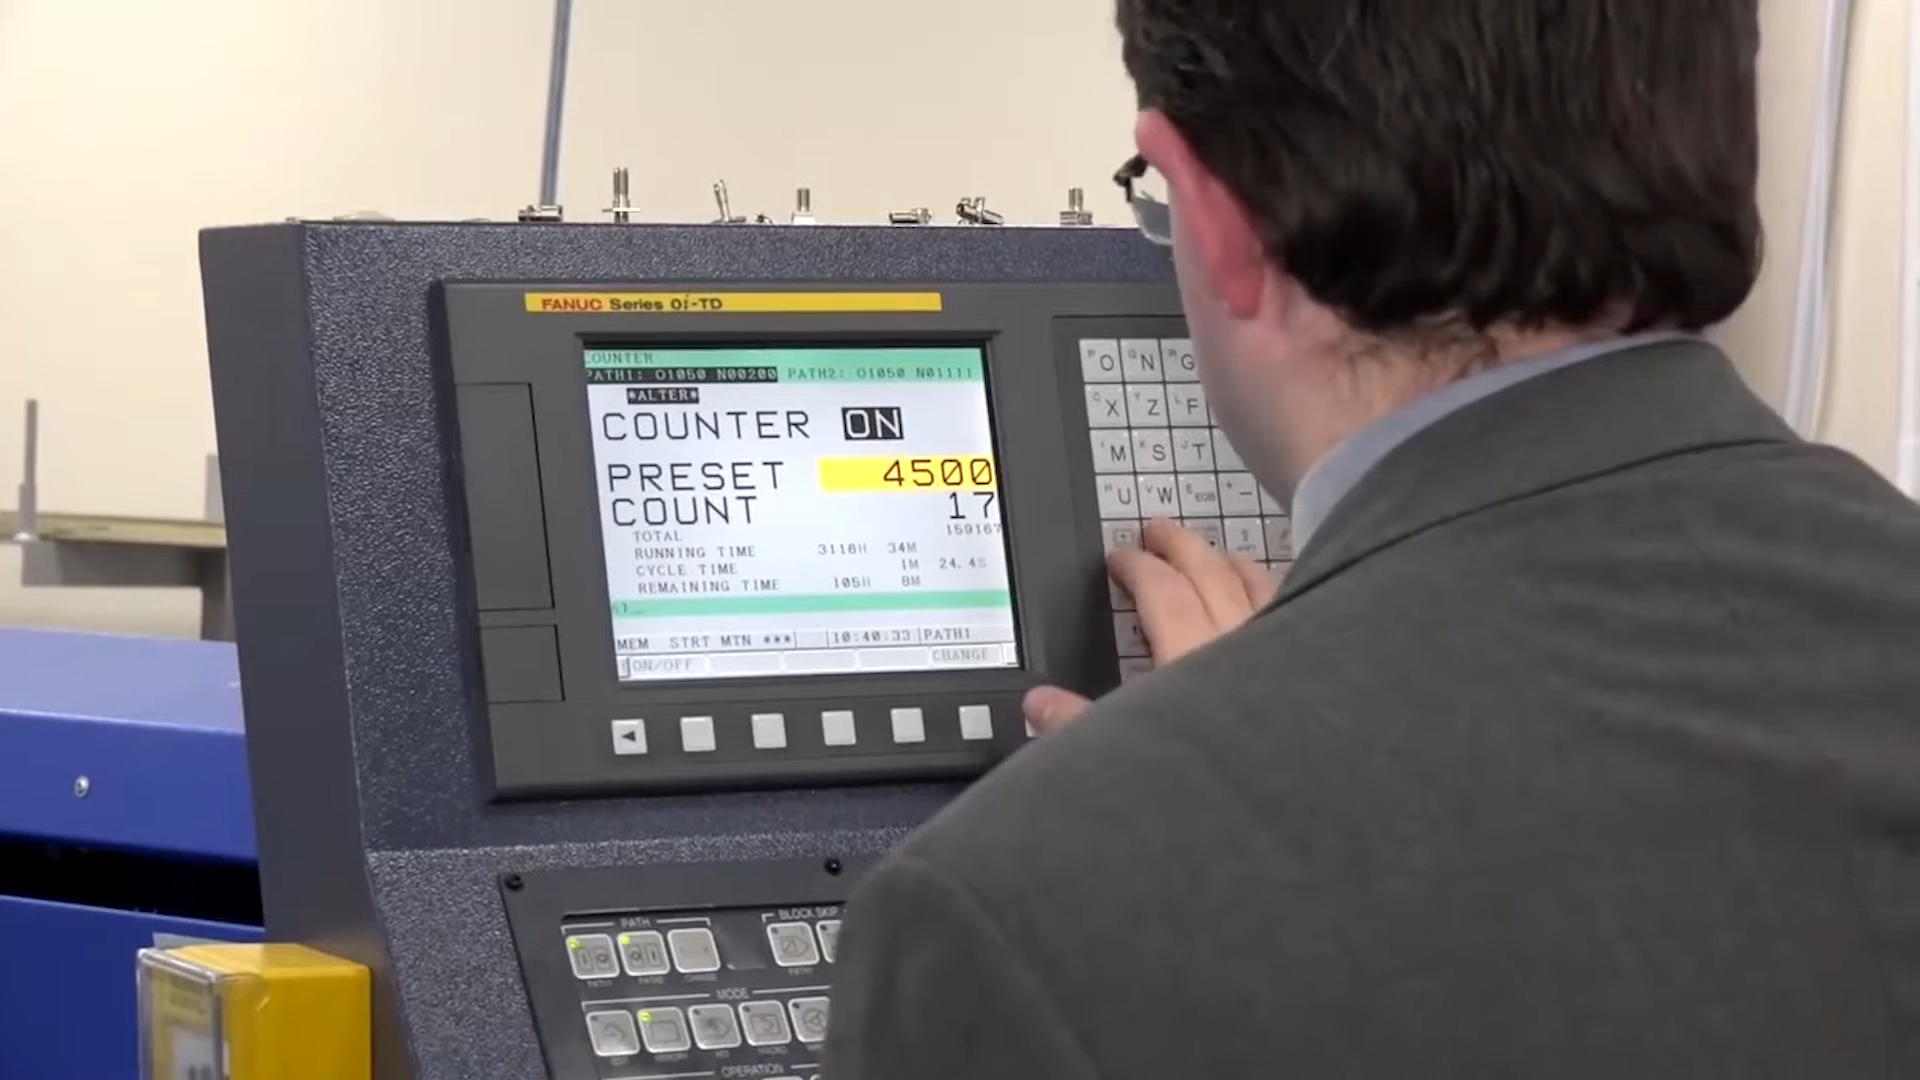 FANUC Series 0i-TD
COUNTER
PATH1: O1050 N00200 PATH2: O1050 N01111
*ALTER*
COUNTER ON
PRESET 4500
COUNT 17
TOTAL 159167
RUNNING TIME 3116H 34M
CYCLE TIME 1M 24.4S
REMAINING TIME 105H 8M
MEM STRT MTN *** 10:40:33 PATH1
ON/OFF CHANGE
P O Q N R G
C X Y Z L F
I M K S J T
H U V W E EOB + -
PATH
BLOCK SKIP
MODE
OPERATION